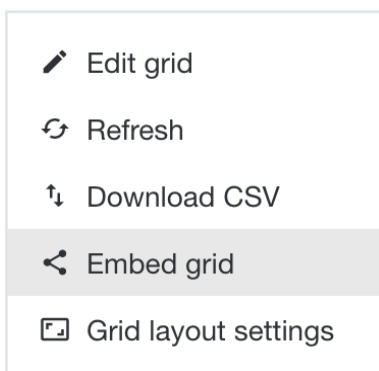 Edit grid
Refresh
Download CSV
Embed grid
Grid layout settings